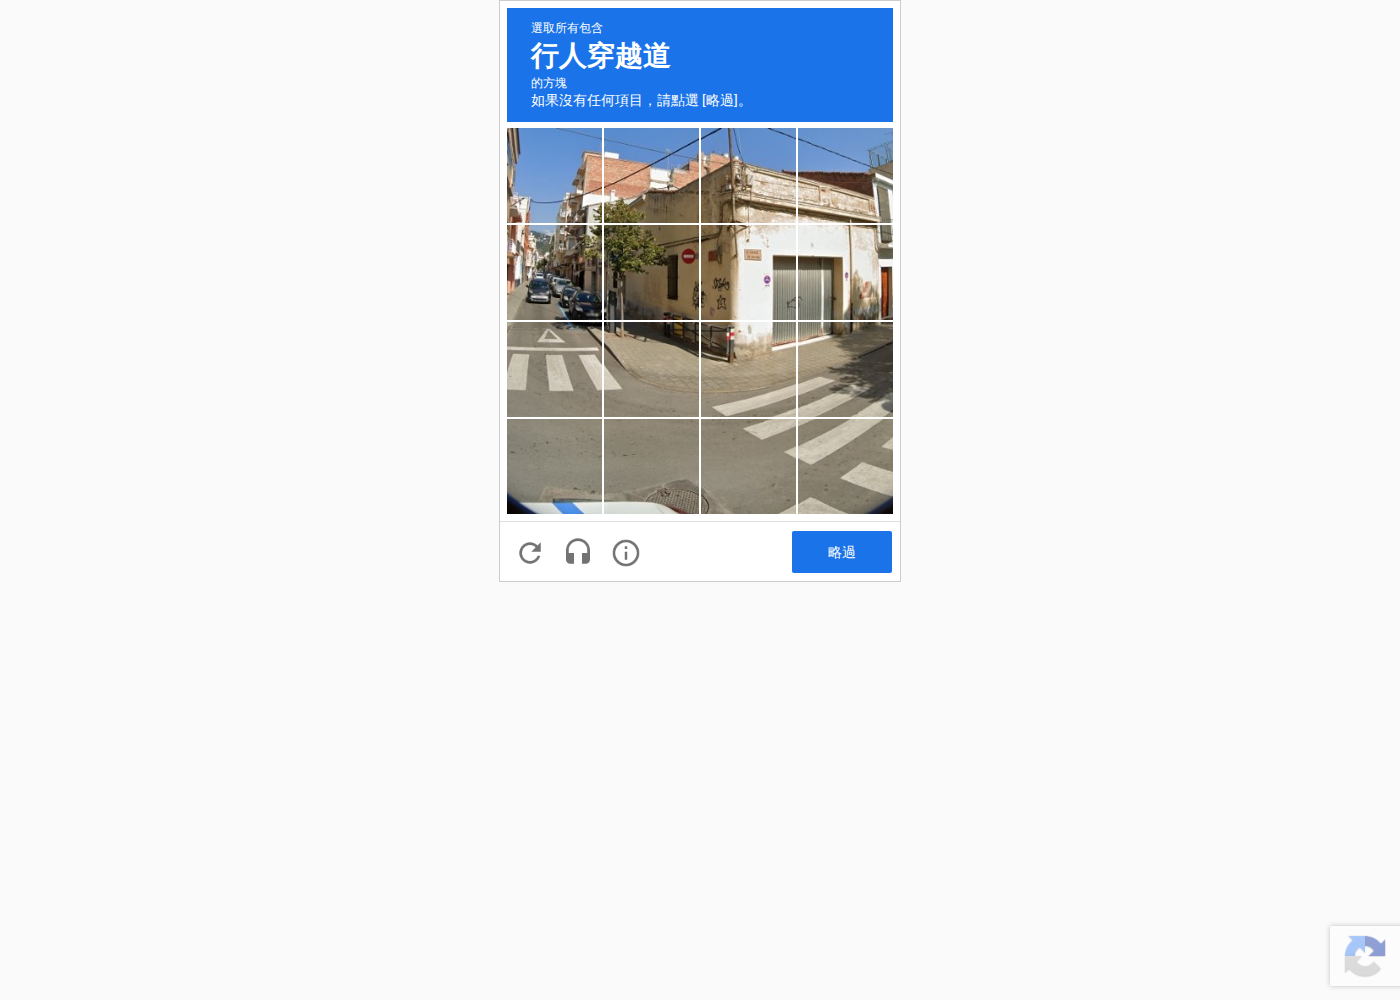 選取所有包含
行人穿越道
的方塊
如果沒有任何項目，請點選 [略過]。
略過